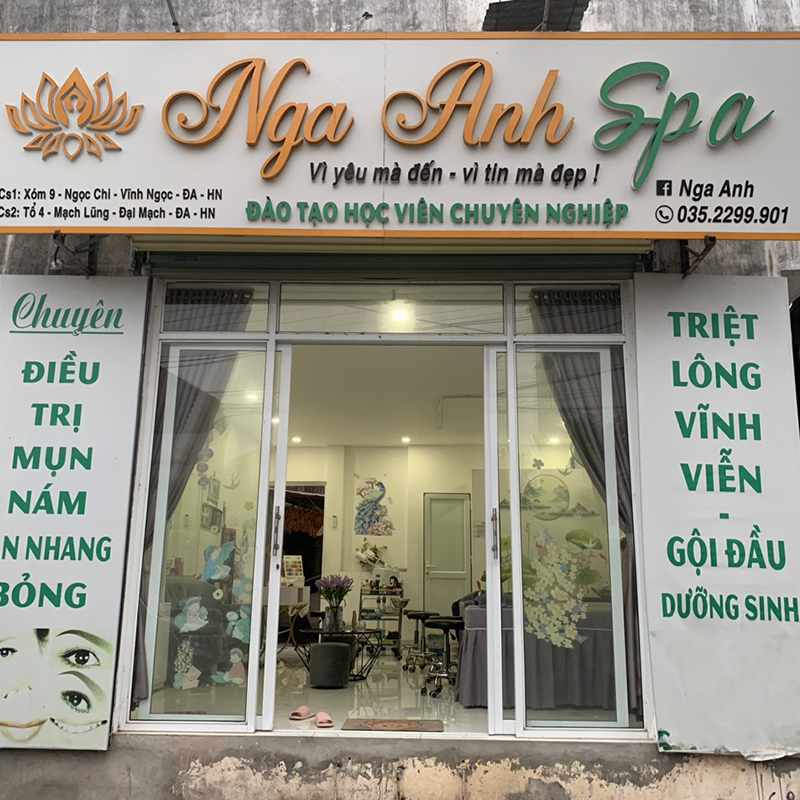 Nga Anh Spa
Vì yêu mà đến - vì tin mà đẹp !
Cs1: Xóm 9 - Ngọc Chi - Vĩnh Ngọc - ĐA - HN
Cs2: Tổ 4 - Mạch Lũng - Đại Mạch - ĐA - HN
ĐÀO TẠO HỌC VIÊN CHUYÊN NGHIỆP
Nga Anh
035.2299.901
Chuyên
ĐIỀU
TRỊ
MỤN
NÁM
N NHANG
BỎNG
TRIỆT
LÔNG
VĨNH
VIỄN
-
GỘI ĐẦU
DƯỠNG SINH